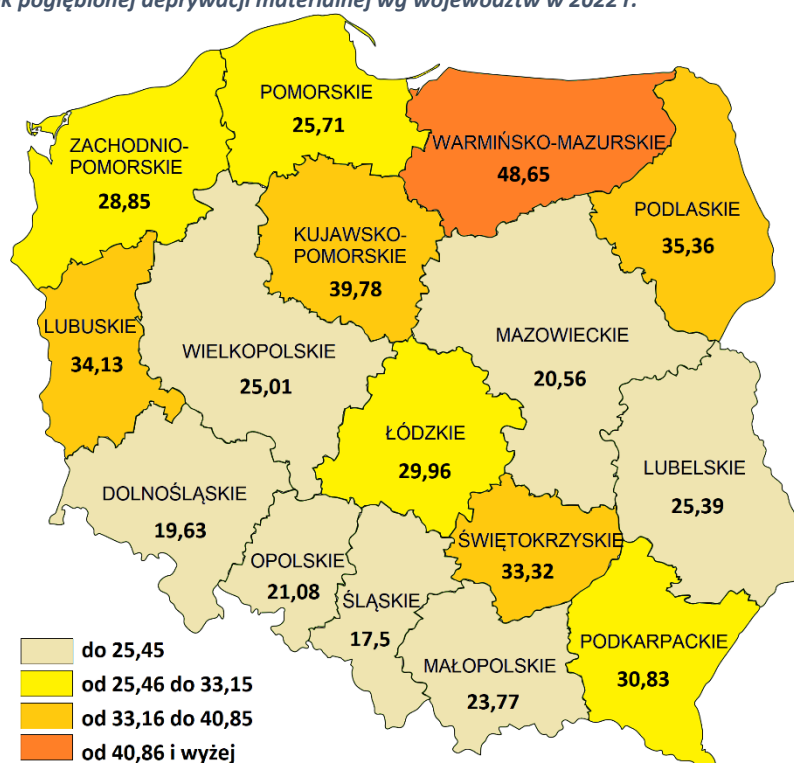 k pogłębionej deprywacji materialnej wg województw w 2022 r.
POMORSKIE
25,71
ZACHODNIO-
POMORSKIE
28,85
WARMIŃSKO-MAZURSKIE
48,65
PODLASKIE
35,36
KUJAWSKO-
POMORSKIE
39,78
LUBUSKIE
34,13
WIELKOPOLSKIE
25,01
MAZOWIECKIE
20,56
ŁÓDZKIE
29,96
LUBELSKIE
25,39
DOLNOŚLĄSKIE
19,63
OPOLSKIE
21,08
ŚLĄSKIE
17,5
ŚWIĘTOKRZYSKIE
33,32
MAŁOPOLSKIE
23,77
PODKARPACKIE
30,83
do 25,45
od 25,46 do 33,15
od 33,16 do 40,85
od 40,86 i wyżej